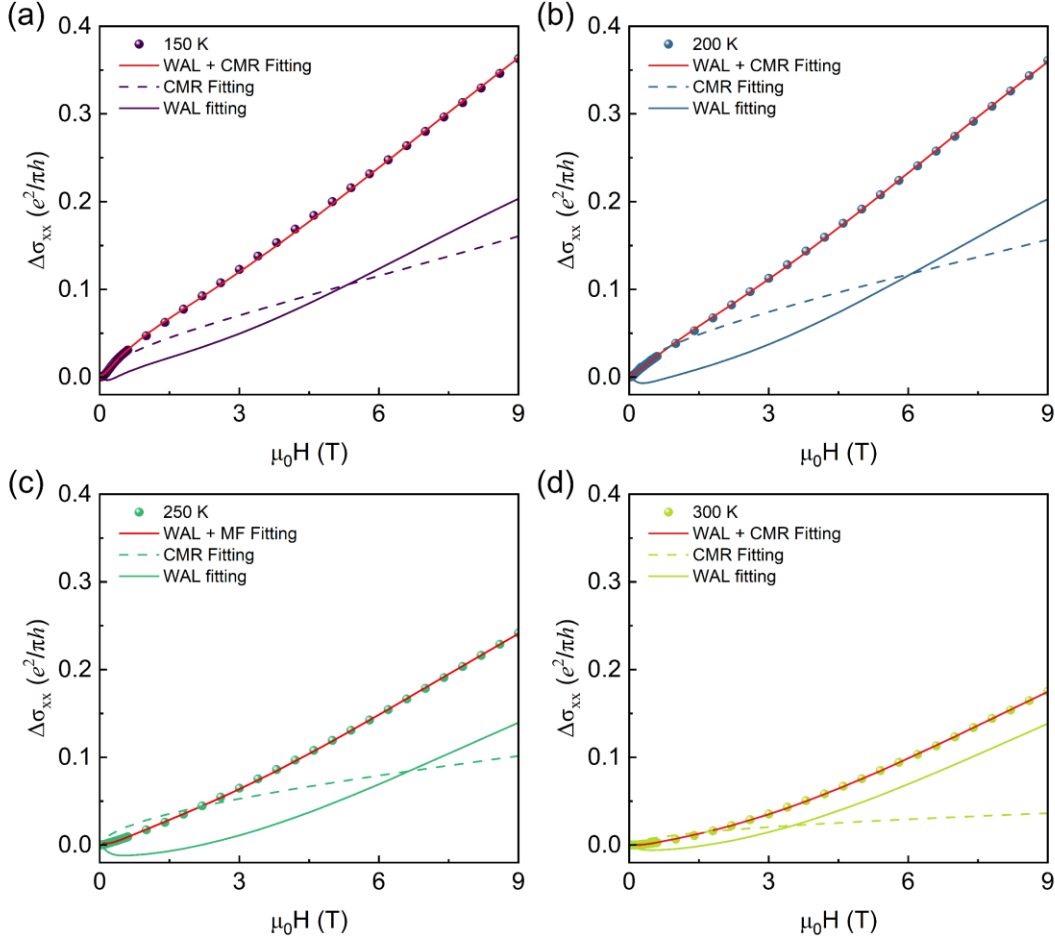 (a)
0.4
0.3
0.2
0.1
0.0
Δσxx (e²/πh)
150 K
WAL + CMR Fitting
CMR Fitting
WAL fitting
0 3 6 9
μ₀H (T)
(b)
0.4
0.3
0.2
0.1
0.0
Δσxx (e²/πh)
200 K
WAL + CMR Fitting
CMR Fitting
WAL fitting
0 3 6 9
μ₀H (T)
(c)
0.4
0.3
0.2
0.1
0.0
Δσxx (e²/πh)
250 K
WAL + MF Fitting
CMR Fitting
WAL fitting
0 3 6 9
μ₀H (T)
(d)
0.4
0.3
0.2
0.1
0.0
Δσxx (e²/πh)
300 K
WAL + CMR Fitting
CMR Fitting
WAL fitting
0 3 6 9
μ₀H (T)